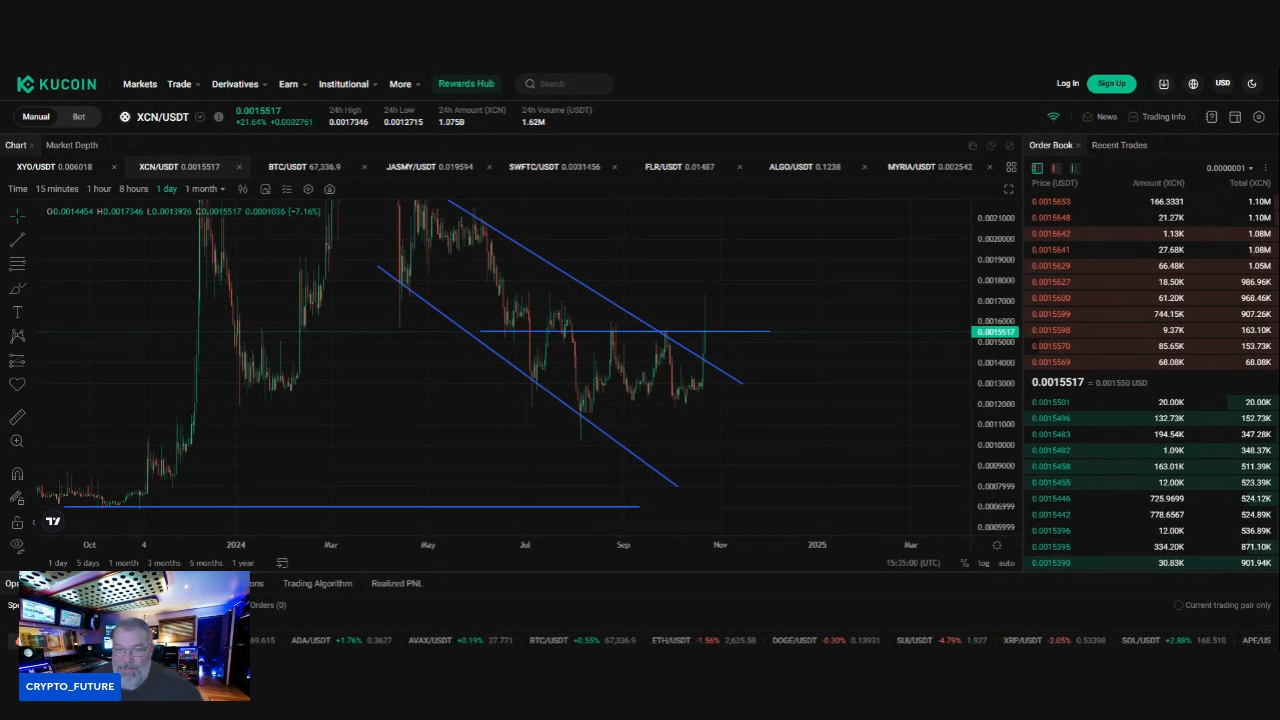 KUCOIN Markets Trade Derivatives Earn Institutional More Rewards Hub Search Log In Sign Up USD
Manual Bot XCN/USDT 0.0015517 24h High 24h Low 24h Amount (XCN) 24h Volume (USDT) News Trading Info
+21.64% +0.0002761 0.0017346 0.0012715 1.075B 1.62M
Chart Market Depth Order Book Recent Trades
XYO/USDT 0.006018 XCN/USDT 0.0015517 BTC/USDT 67,336.9 JASMY/USDT 0.019594 SWFTC/USDT 0.0031456 FLR/USDT 0.01487 ALGO/USDT 0.1238 MYRIA/USDT 0.002542 0.0000001
Time 15 minutes 1 hour 8 hours 1 day 1 month Price (USDT) Amount (XCN) Total (XCN)
O0.0014454 H0.0017346 L0.0013926 C0.0015517 0.0001036 (+7.16%)
0.0021000
0.0020000
0.0019000
0.0018000
0.0017000
0.0016000
0.0015517
0.0015000
0.0014000
0.0013000
0.0012000
0.0010000
0.0009000
0.0007999
0.0006999
0.0005999
0.0015653 166.3331 1.10M
0.0015648 21.27K 1.10M
0.0015642 1.13K 1.08M
0.0015641 27.68K 1.08M
0.0015629 66.48K 1.05M
0.0015627 18.50K 986.96K
0.0015600 61.20K 968.46K
0.0015599 744.15K 907.26K
0.0015598 9.37K 163.10K
0.0015570 85.65K 153.73K
0.0015569 68.08K 68.08K
0.0015517 = 0.001550 USD
0.0015501 20.00K 20.00K
0.0015496 132.73K 152.73K
0.0015483 194.54K 347.28K
0.0015482 1.09K 348.37K
0.0015458 163.01K 511.39K
0.0015455 12.00K 523.39K
0.0015446 725.9699 524.12K
0.0015442 778.6567 524.89K
0.0015396 12.00K 536.89K
0.0015395 334.20K 871.10K
0.0015390 30.83K 901.94K
Oct 4 2024 Mar May Jul Sep Nov 2025 Mar
1 day 5 days 1 month 3 months 6 months 1 year 15:35:00 (UTC) % log auto
Trading Algorithm Realized PNL
Orders (0) Current trading pair only
69.615 ADA/USDT +1.76% 0.3627 AVAX/USDT +0.19% 27.771 BTC/USDT +0.55% 67,336.9 ETH/USDT -1.56% 2,625.58 DOGE/USDT -0.30% 0.13931 SUI/USDT -4.79% 1.927 XRP/USDT -2.05% 0.53398 SOL/USDT +2.88% 168.510 APE/US
CRYPTO_FUTURE